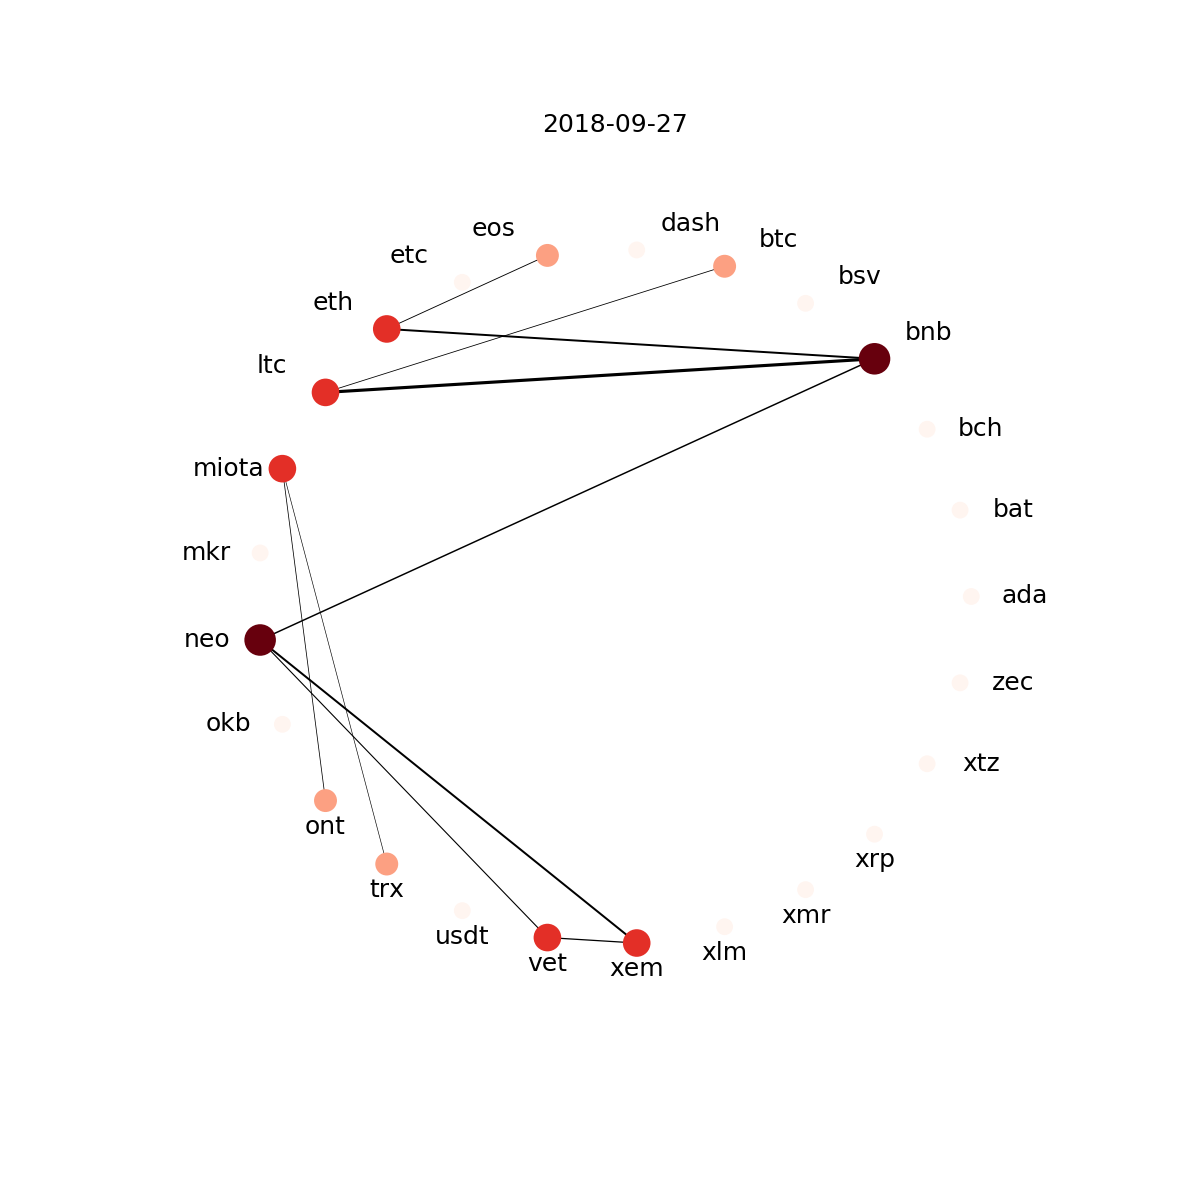 2018-09-27
dash
eos
btc
etc
bsv
eth
bnb
ltc
bch
miota
bat
mkr
ada
neo
zec
okb
xtz
ont
xrp
trx
xmr
usdt
xlm
vet
xem